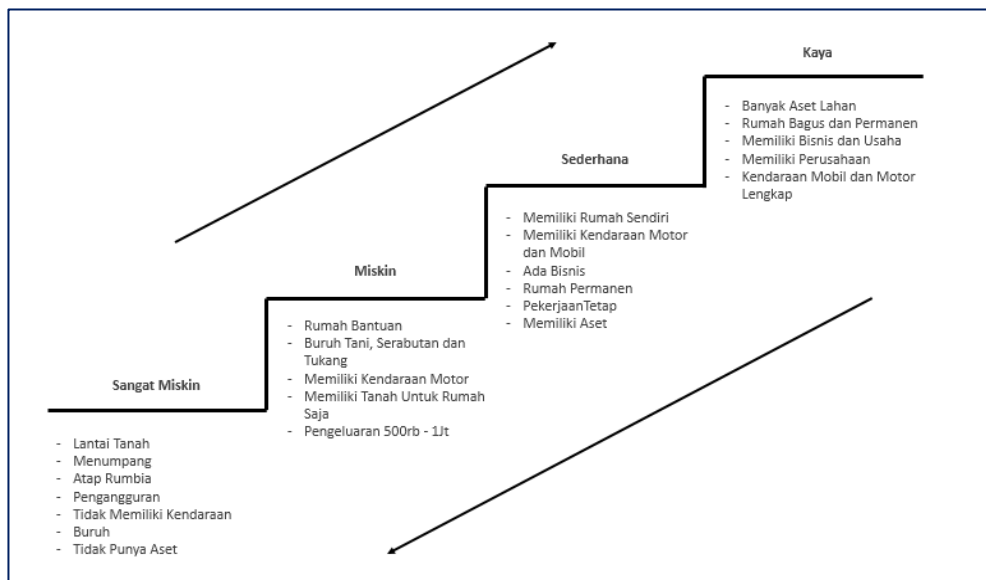 Sangat Miskin
- Lantai Tanah
- Menumpang
- Atap Rumbia
- Pengangguran
- Tidak Memiliki Kendaraan
- Buruh
- Tidak Punya Aset
Miskin
- Rumah Bantuan
- Buruh Tani, Serabutan dan
Tukang
- Memiliki Kendaraan Motor
- Memiliki Tanah Untuk Rumah
Saja
- Pengeluaran 500rb - 1Jt
Sederhana
- Memiliki Rumah Sendiri
- Memiliki Kendaraan Motor
dan Mobil
- Ada Bisnis
- Rumah Permanen
- PekerjaanTetap
- Memiliki Aset
Kaya
- Banyak Aset Lahan
- Rumah Bagus dan Permanen
- Memiliki Bisnis dan Usaha
- Memiliki Perusahaan
- Kendaraan Mobil dan Motor
Lengkap